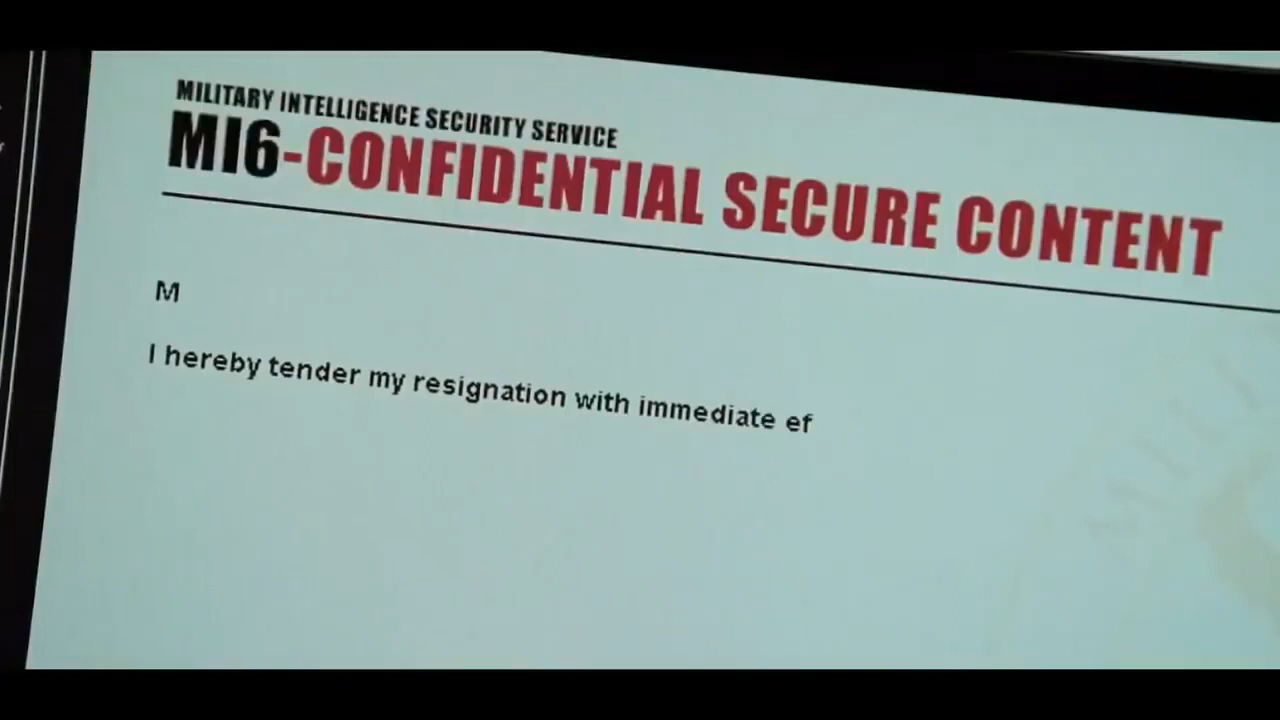 MILITARY INTELLIGENCE SECURITY SERVICE
MI6-CONFIDENTIAL SECURE CONTENT
M
I hereby tender my resignation with immediate ef